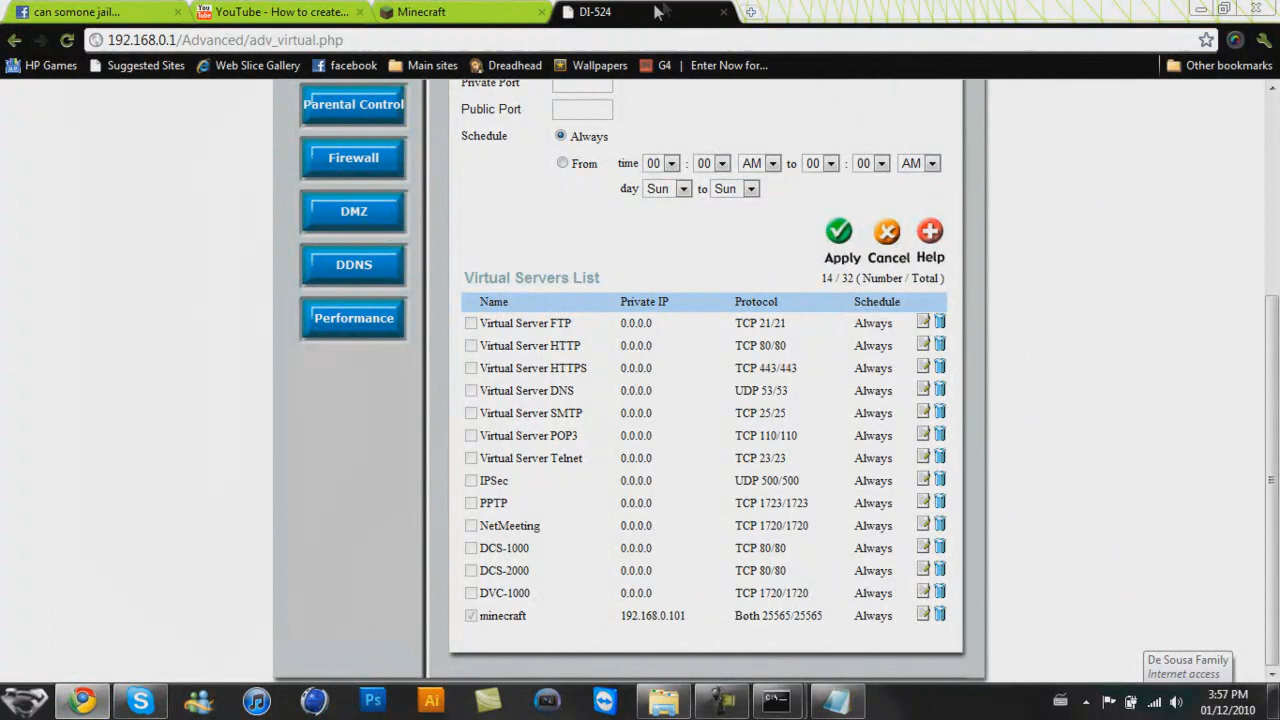 can somone jail...
YouTube - How to create...
Minecraft
DI-524
192.168.0.1/Advanced/adv_virtual.php
HP Games
Suggested Sites
Web Slice Gallery
facebook
Main sites
Dreadhead
Wallpapers
G4
Enter Now for...
Other bookmarks
Parental Control
Firewall
DMZ
DDNS
Performance
Private Port
Public Port
Schedule Always
From time 00 : 00 AM to 00 : 00 AM
day Sun to Sun
Apply Cancel Help
Virtual Servers List 14 / 32 ( Number / Total )
Name Private IP Protocol Schedule
Virtual Server FTP 0.0.0.0 TCP 21/21 Always
Virtual Server HTTP 0.0.0.0 TCP 80/80 Always
Virtual Server HTTPS 0.0.0.0 TCP 443/443 Always
Virtual Server DNS 0.0.0.0 UDP 53/53 Always
Virtual Server SMTP 0.0.0.0 TCP 25/25 Always
Virtual Server POP3 0.0.0.0 TCP 110/110 Always
Virtual Server Telnet 0.0.0.0 TCP 23/23 Always
IPSec 0.0.0.0 UDP 500/500 Always
PPTP 0.0.0.0 TCP 1723/1723 Always
NetMeeting 0.0.0.0 TCP 1720/1720 Always
DCS-1000 0.0.0.0 TCP 80/80 Always
DCS-2000 0.0.0.0 TCP 80/80 Always
DVC-1000 0.0.0.0 TCP 1720/1720 Always
minecraft 192.168.0.101 Both 25565/25565 Always
De Sousa Family
Internet access
Ps
Ai
3:57 PM
01/12/2010